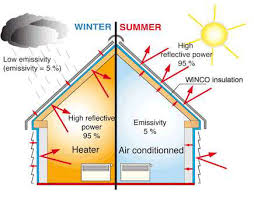 WINTER SUMMER
Low emissivity
(emissivity = 5 %)
High
reflective power
95 %
WINCO insulation
High reflective
power
95 %
Heater
Emissivity
5 %
Air conditionned